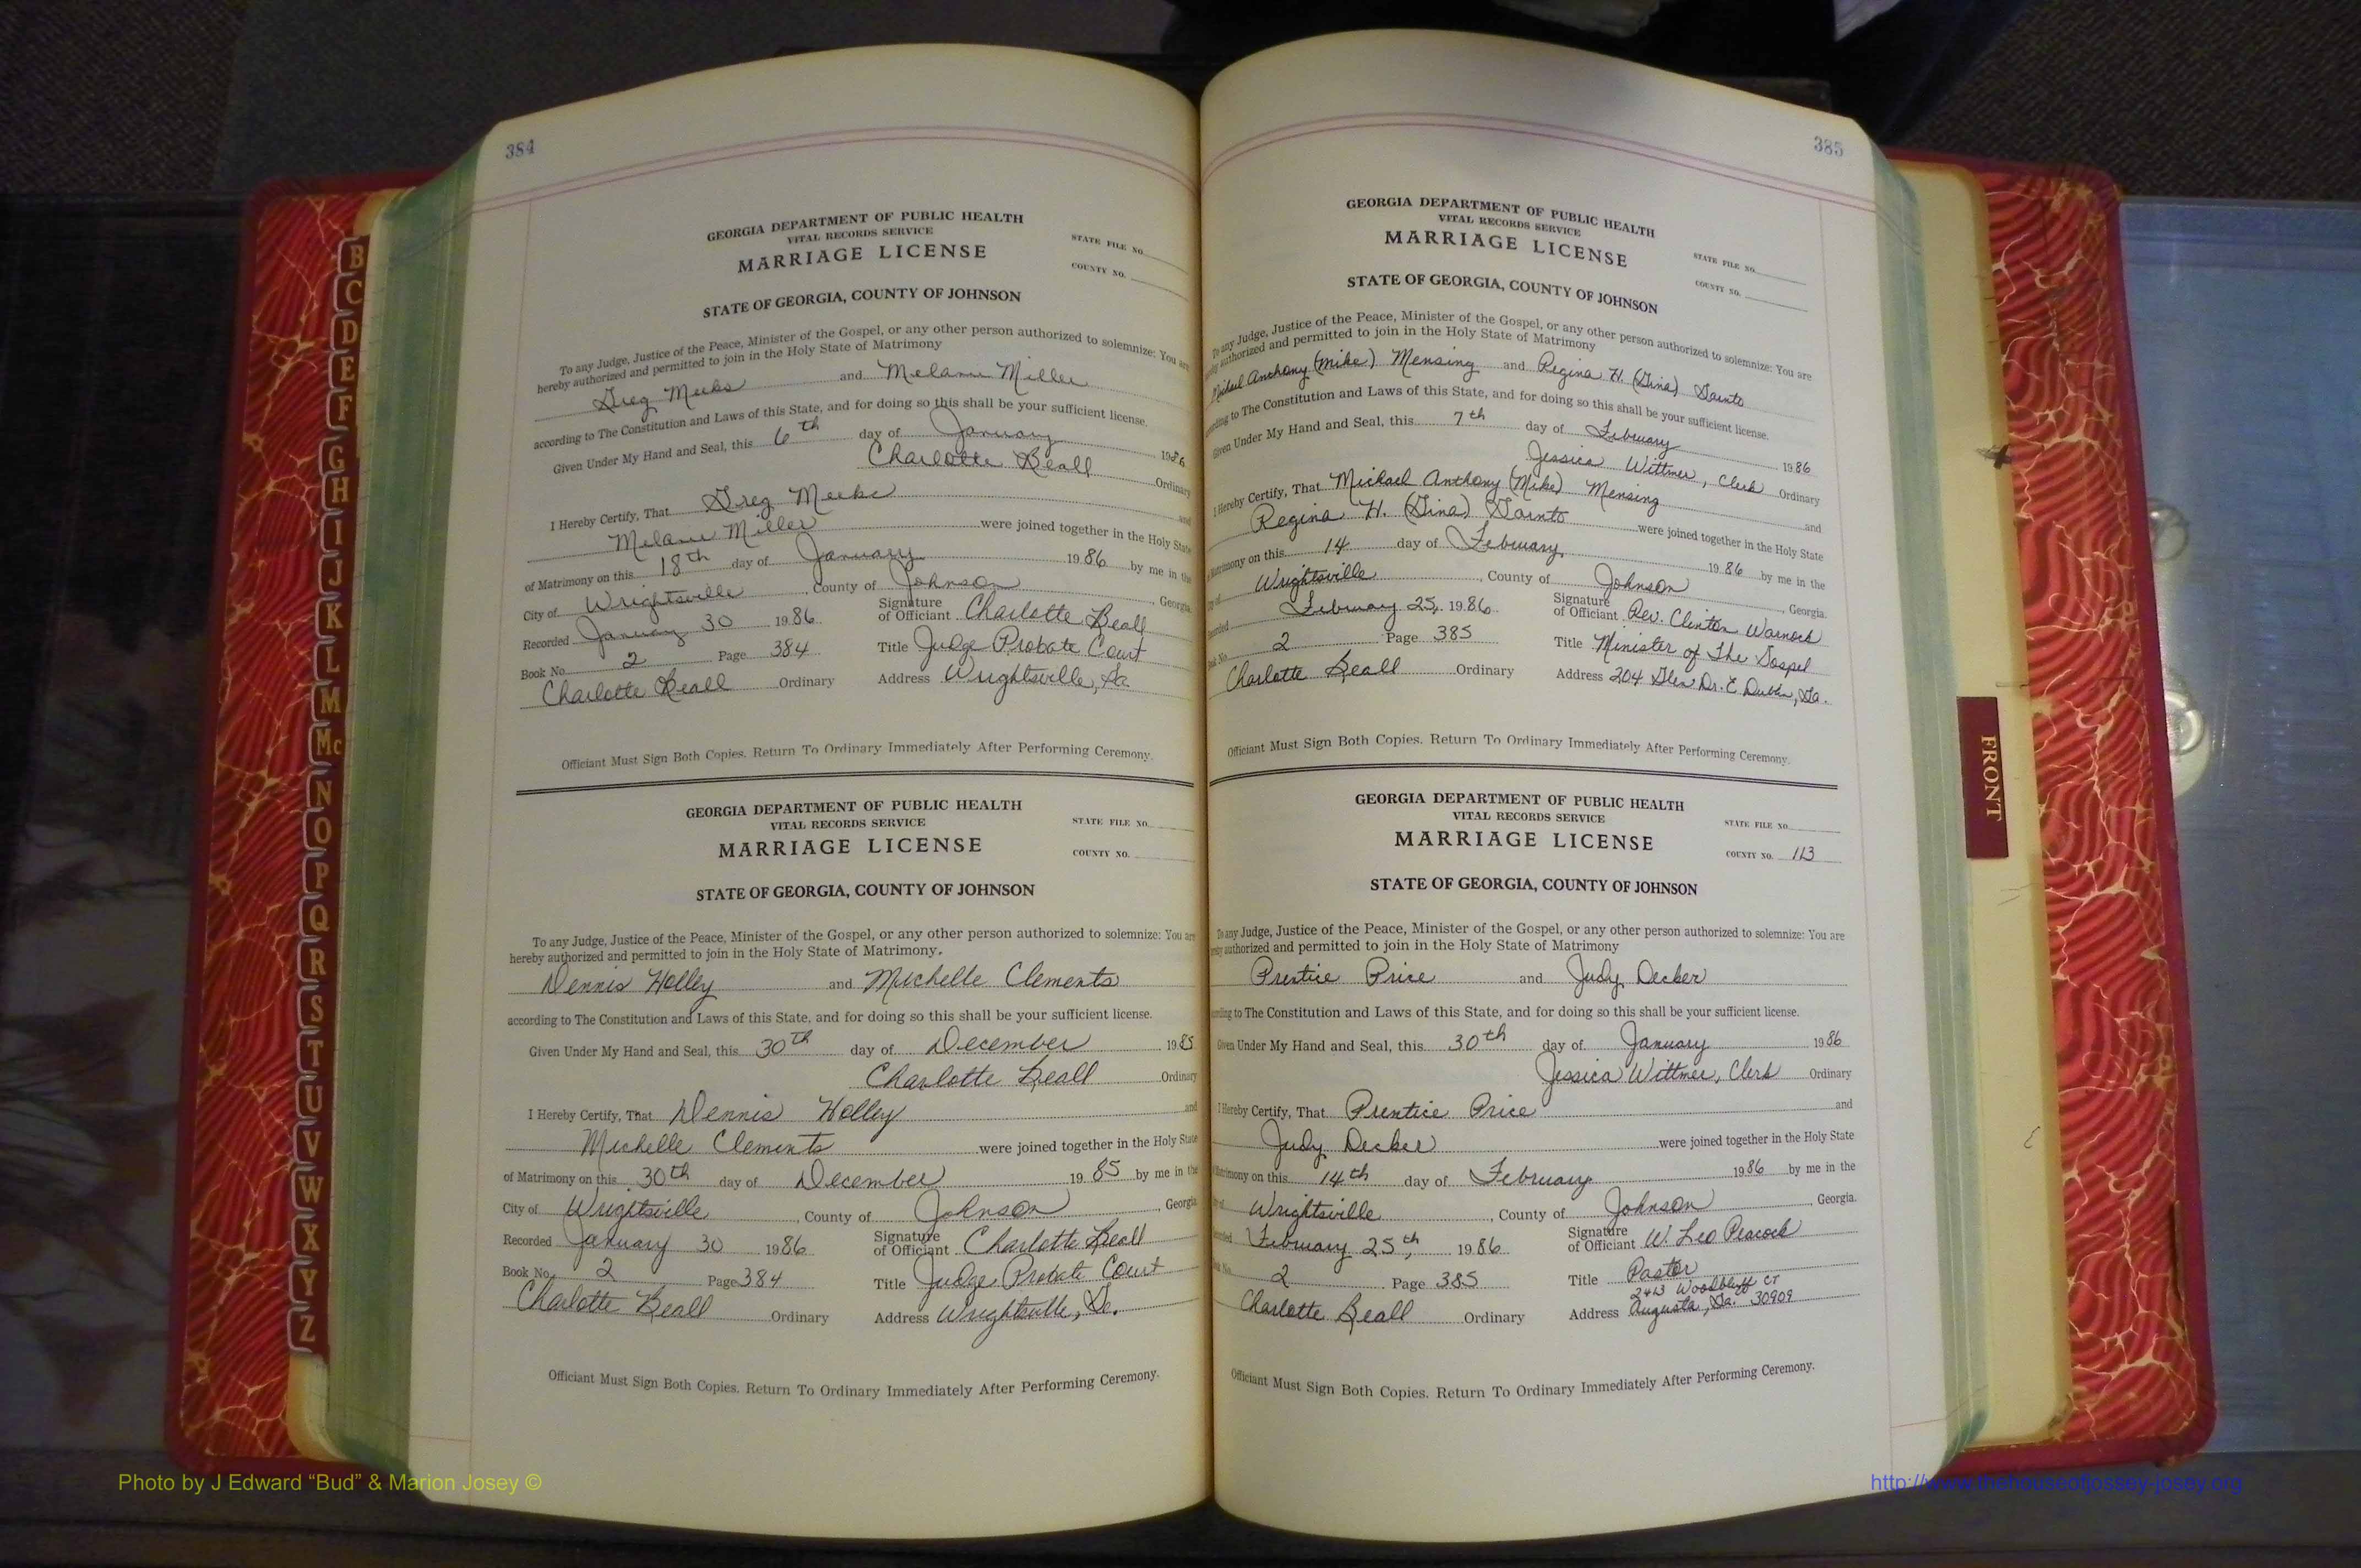 384
GEORGIA DEPARTMENT OF PUBLIC HEALTH
VITAL RECORDS SERVICE
MARRIAGE LICENSE
STATE FILE NO.
COUNTY NO.
STATE OF GEORGIA, COUNTY OF JOHNSON
To any Judge, Justice of the Peace, Minister of the Gospel, or any other person authorized to solemnize: You are
hereby authorized and permitted to join in the Holy State of Matrimony
Greg Meeks and Melanie Miller
according to The Constitution and Laws of this State, and for doing so this shall be your sufficient license.
Given Under My Hand and Seal, this 6th day of January 1986
Charlotte Beall Ordinary
I Hereby Certify, That Greg Meeks and
Melanie Miller were joined together in the Holy State
of Matrimony on this 18th day of January 1986 by me in the
City of Wrightsville, County of Johnson, Georgia
Recorded January 30 1986 Signature of Officiant Charlotte Beall
Book No. 2 Page 384 Title Judge Probate Court
Charlotte Beall Ordinary Address Wrightsville, Ga.
Officiant Must Sign Both Copies. Return To Ordinary Immediately After Performing Ceremony.
GEORGIA DEPARTMENT OF PUBLIC HEALTH
VITAL RECORDS SERVICE
MARRIAGE LICENSE
STATE FILE NO.
COUNTY NO.
STATE OF GEORGIA, COUNTY OF JOHNSON
To any Judge, Justice of the Peace, Minister of the Gospel, or any other person authorized to solemnize: You are
hereby authorized and permitted to join in the Holy State of Matrimony.
Dennis Holley and Michelle Clements
according to The Constitution and Laws of this State, and for doing so this shall be your sufficient license.
Given Under My Hand and Seal, this 30th day of December 1985
Charlotte Beall Ordinary
I Hereby Certify, That Dennis Holley and
Michelle Clements were joined together in the Holy State
of Matrimony on this 30th day of December 1985 by me in the
City of Wrightsville, County of Johnson, Georgia
Recorded January 30 1986 Signature of Officiant Charlotte Beall
Book No. 2 Page 384 Title Judge Probate Court
Charlotte Beall Ordinary Address Wrightsville, Ga.
Officiant Must Sign Both Copies. Return To Ordinary Immediately After Performing Ceremony.
385
GEORGIA DEPARTMENT OF PUBLIC HEALTH
VITAL RECORDS SERVICE
MARRIAGE LICENSE
STATE FILE NO.
COUNTY NO.
STATE OF GEORGIA, COUNTY OF JOHNSON
To any Judge, Justice of the Peace, Minister of the Gospel, or any other person authorized to solemnize: You are
authorized and permitted to join in the Holy State of Matrimony
Michael Anthony (Mike) Mensing and Regina H. (Gina)
to The Constitution and Laws of this State, and for doing so this shall be your sufficient license.
Given Under My Hand and Seal, this 7th day of February 1986
Jessica Wittmer, Clerk Ordinary
I Hereby Certify, That Michael Anthony (Mike) Mensing and
Regina H. (Gina) were joined together in the Holy State
Matrimony on this 14 day of February 1986 by me in the
Wrightsville, County of Johnson, Georgia.
February 25, 1986 Signature of Officiant Rev. Clinton Warnock
2 Page 385 Title Minister of The Gospel
Charlotte Beall Ordinary Address 204 Glen Dr. E Dublin, Ga.
Officiant Must Sign Both Copies. Return To Ordinary Immediately After Performing Ceremony.
GEORGIA DEPARTMENT OF PUBLIC HEALTH
VITAL RECORDS SERVICE
MARRIAGE LICENSE
STATE FILE NO.
COUNTY NO. 113
STATE OF GEORGIA, COUNTY OF JOHNSON
To any Judge, Justice of the Peace, Minister of the Gospel, or any other person authorized to solemnize: You are
authorized and permitted to join in the Holy State of Matrimony
Prentice Price and Judy Decker
to The Constitution and Laws of this State, and for doing so this shall be your sufficient license.
Given Under My Hand and Seal, this 30th day of January 1986
Jessica Wittmer, Clerk Ordinary
I Hereby Certify, That Prentice Price and
Judy Decker were joined together in the Holy State
Matrimony on this 14th day of February 1986 by me in the
Wrightsville, County of Johnson, Georgia.
February 25th, 1986 Signature of Officiant W. Leo Peacock
2 Page 385 Title Pastor
2413 Woodbluff CT
Charlotte Beall Ordinary Address Augusta, Ga. 30909
Officiant Must Sign Both Copies. Return To Ordinary Immediately After Performing Ceremony.
B
C
D
E
F
G
H
I
J
K
L
M
Mc
N
O
P
Q
R
S
T
U
V
W
X
Y
Z
FRONT
Photo by J Edward “Bud” & Marion Josey ©
http://www.thehouseofjossey-josey.org